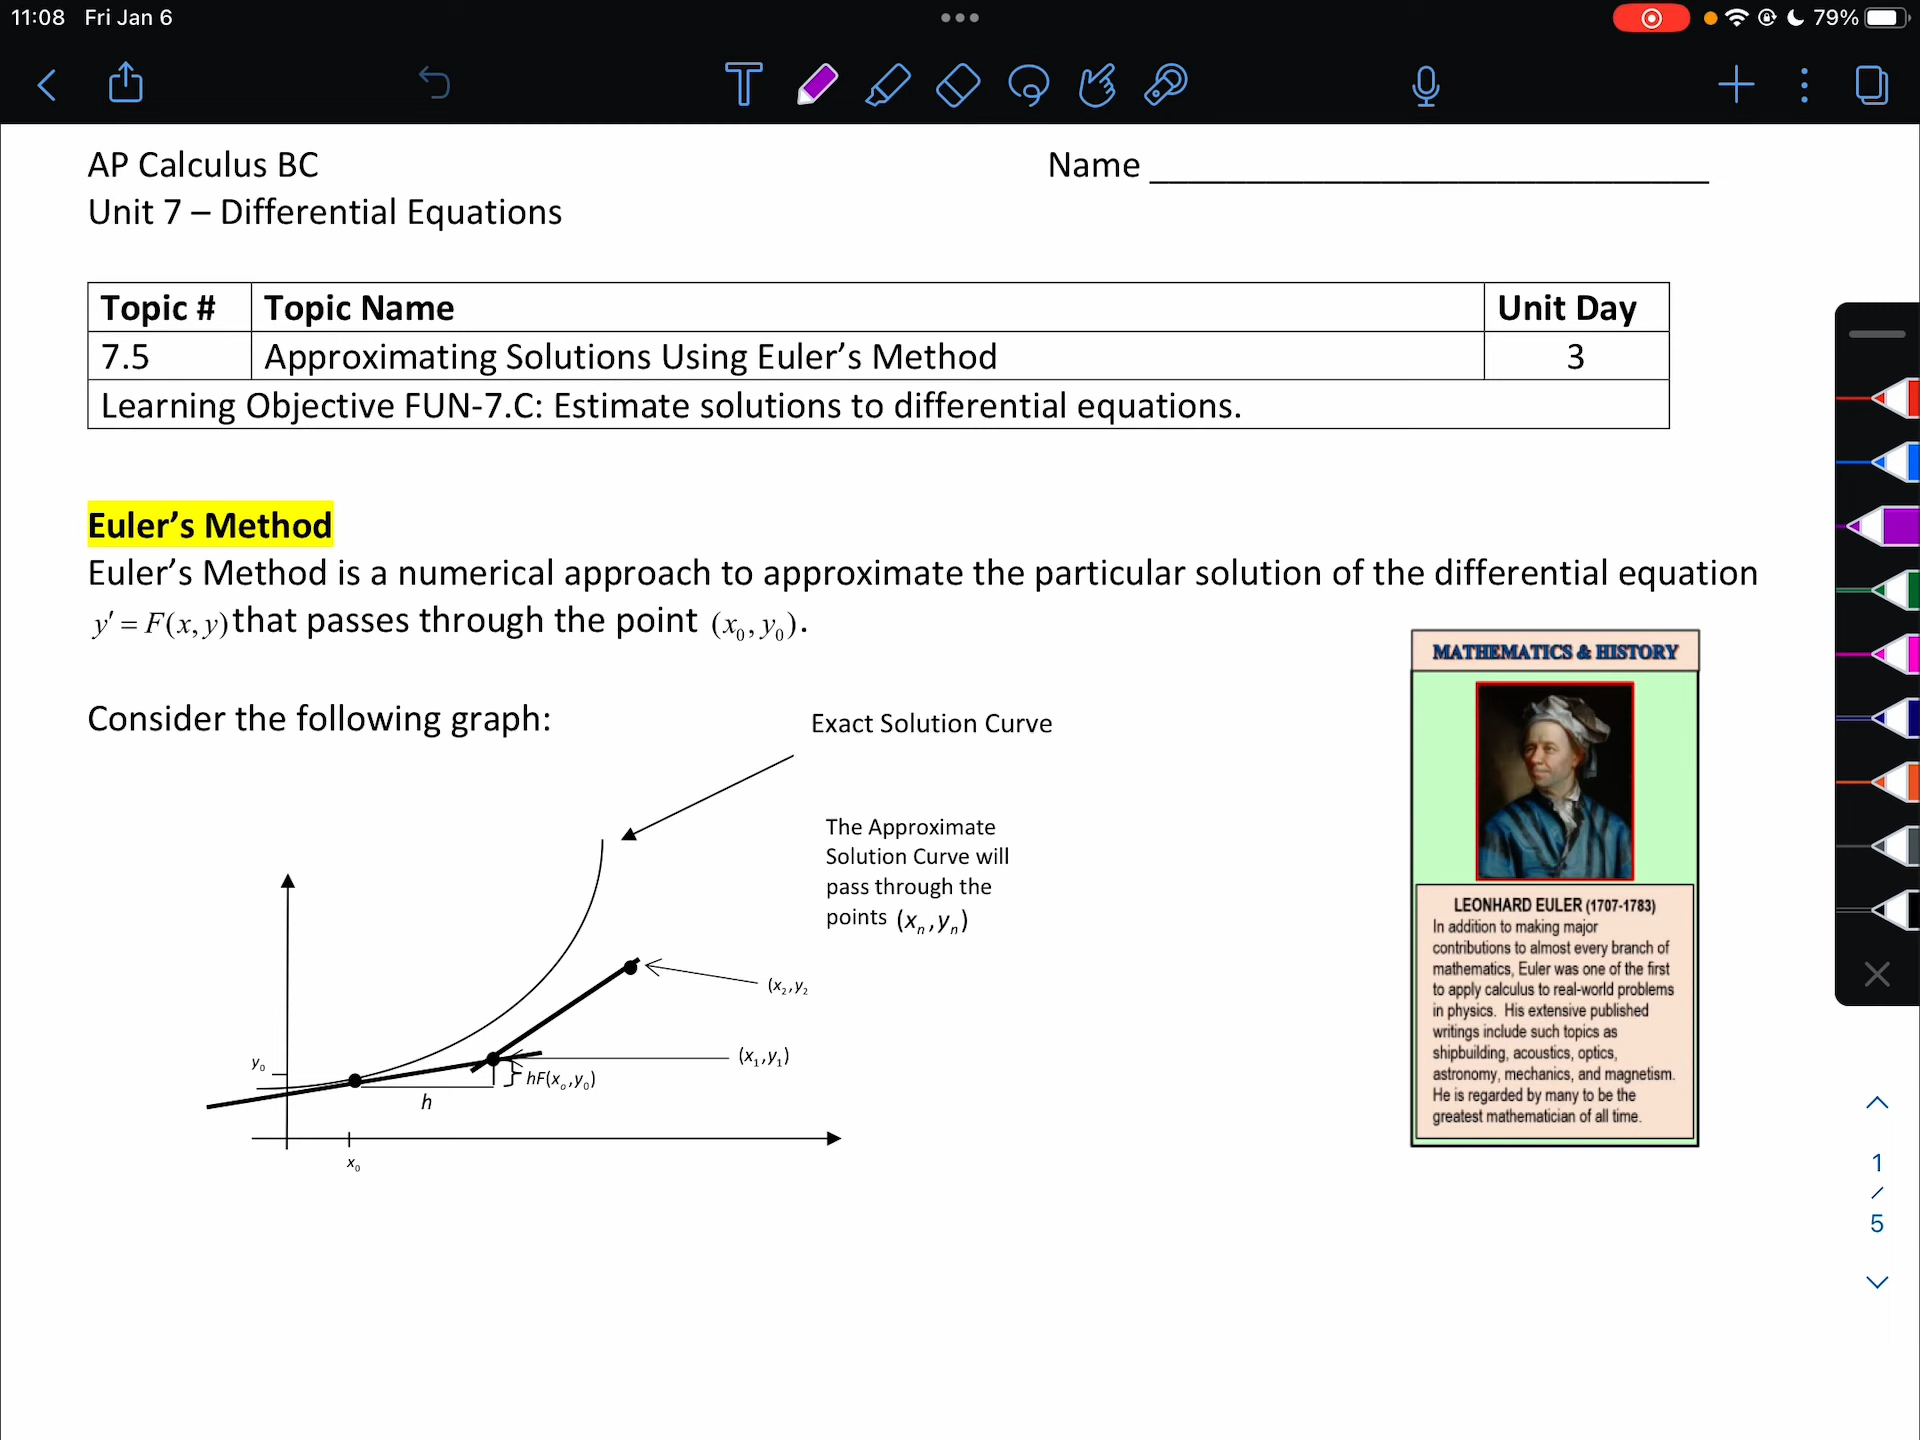 11:08 Fri Jan 6
79%
AP Calculus BC
Name
Unit 7 – Differential Equations
Topic # Topic Name Unit Day
7.5 Approximating Solutions Using Euler’s Method 3
Learning Objective FUN-7.C: Estimate solutions to differential equations.
Euler’s Method
Euler’s Method is a numerical approach to approximate the particular solution of the differential equation
y′ = F(x, y) that passes through the point (x₀, y₀).
Consider the following graph:
Exact Solution Curve
The Approximate
Solution Curve will
pass through the
points (xₙ,yₙ)
(x₂,y₂
(x₁,y₁)
y₀
hF(x₀,y₀)
h
x₀
MATHEMATICS & HISTORY
LEONHARD EULER (1707-1783)
In addition to making major
contributions to almost every branch of
mathematics, Euler was one of the first
to apply calculus to real-world problems
in physics. His extensive published
writings include such topics as
shipbuilding, acoustics, optics,
astronomy, mechanics, and magnetism.
He is regarded by many to be the
greatest mathematician of all time.
1
/
5